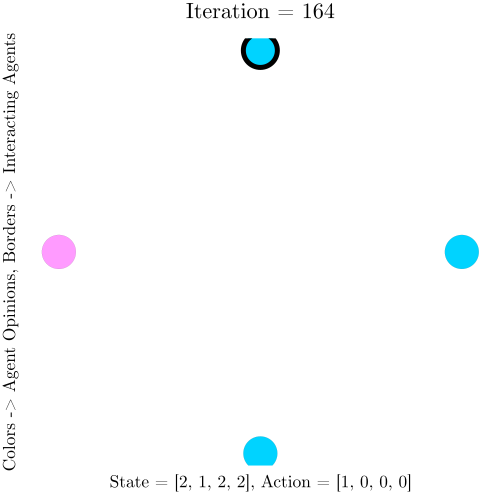 Iteration = 164
Colors -> Agent Opinions, Borders -> Interacting Agents
State = [2, 1, 2, 2], Action = [1, 0, 0, 0]